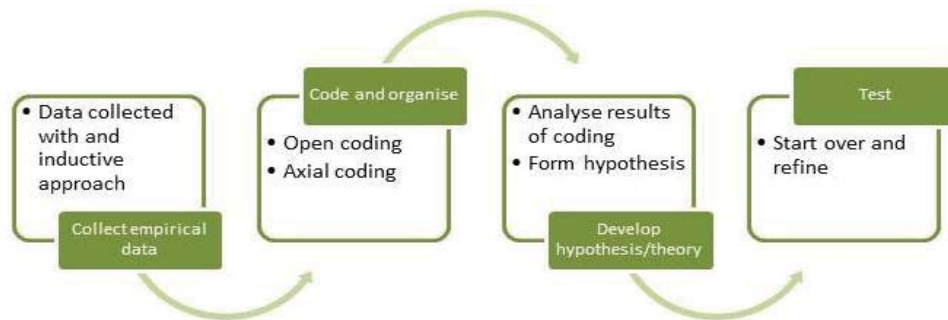 • Data collected
with and
inductive
approach
Collect empirical
data
Code and organise
• Open coding
• Axial coding
• Analyse results
of coding
• Form hypothesis
Develop
hypothesis/theory
Test
• Start over and
refine